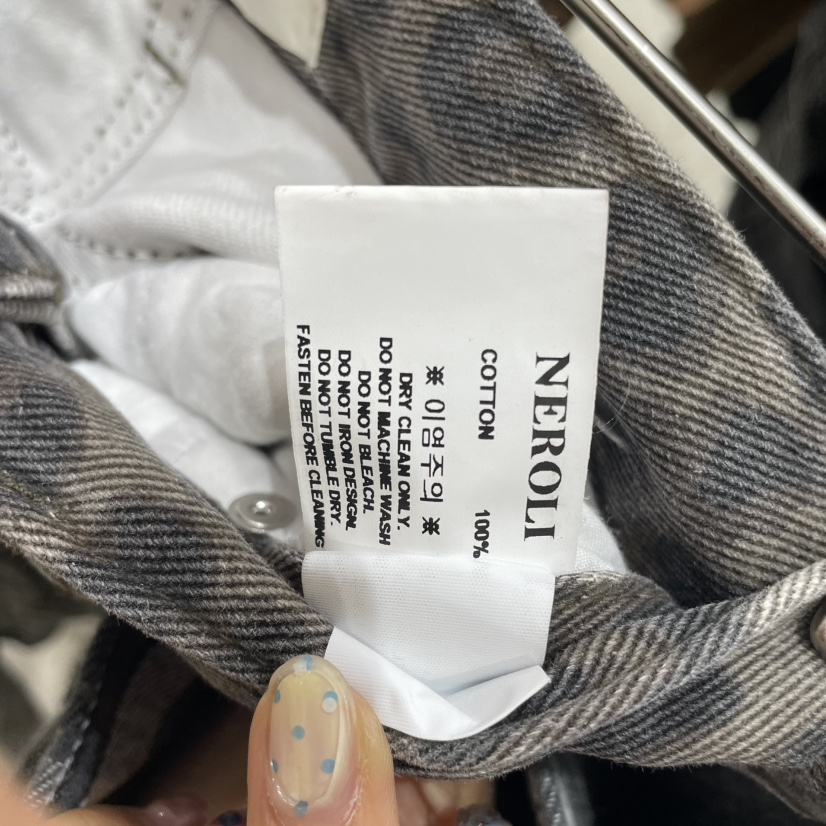 NEROLI
COTTON 100%
※ 이염주의 ※
DRY CLEAN ONLY.
DO NOT MACHINE WASH
DO NOT BLEACH.
DO NOT IRON DESIGN.
DO NOT TUMBLE DRY.
FASTEN BEFORE CLEANING